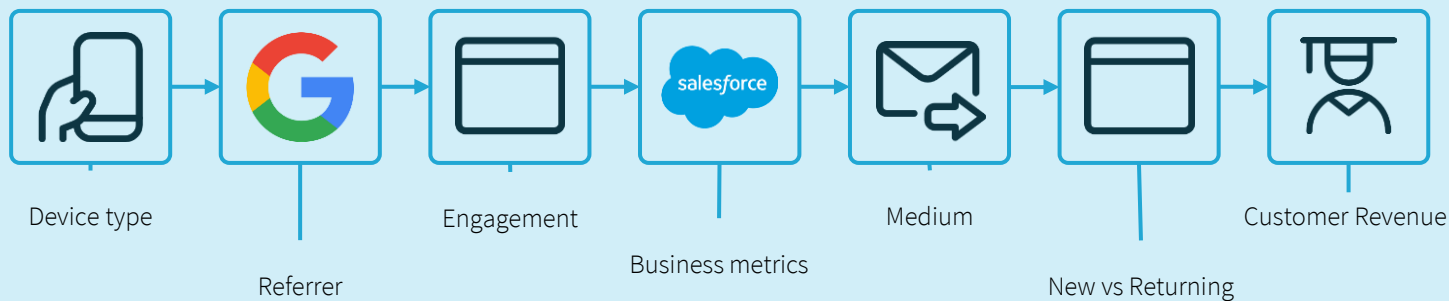 salesforce
Device type
Engagement
Medium
Customer Revenue
Business metrics
Referrer
New vs Returning